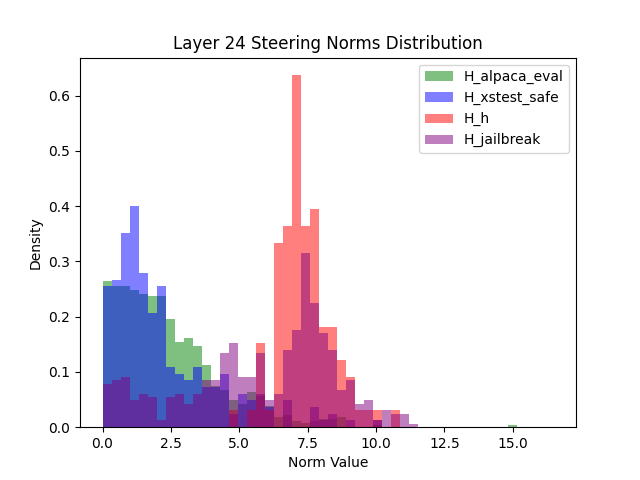 Layer 24 Steering Norms Distribution
H_alpaca_eval
H_xstest_safe
H_h
H_jailbreak
Density
0.6
0.5
0.4
0.3
0.2
0.1
0.0
0.0 2.5 5.0 7.5 10.0 12.5 15.0
Norm Value